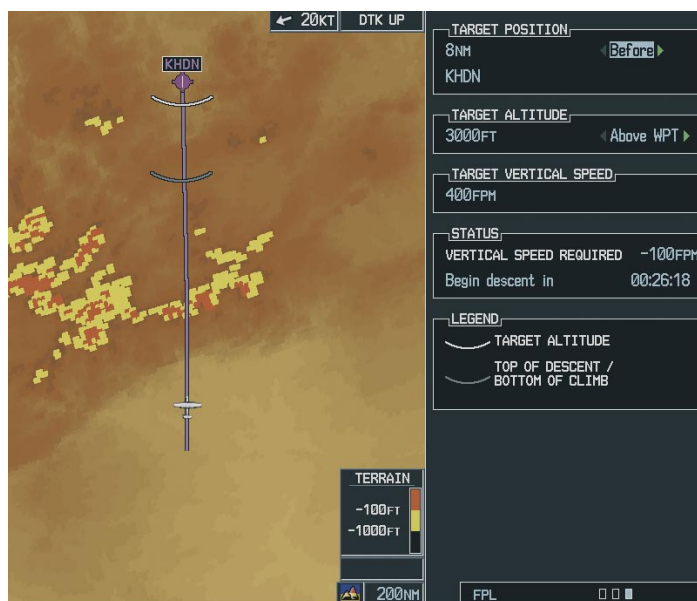 ← 20KT
DTK UP
KHDN
TERRAIN
-100FT
-1000FT
200NM
TARGET POSITION
8NM
Before
KHDN
TARGET ALTITUDE
3000FT
Above WPT
TARGET VERTICAL SPEED
400FPM
STATUS
VERTICAL SPEED REQUIRED -100FPM
Begin descent in 00:26:18
LEGEND
TARGET ALTITUDE
TOP OF DESCENT /
BOTTOM OF CLIMB
FPL